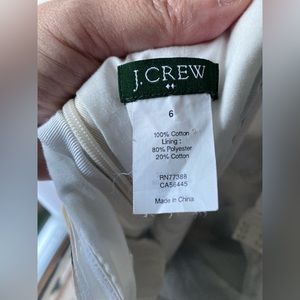 J.CREW
6
100% Cotton
Lining :
80% Polyester
20% Cotton
RN77388
CA56445
Made in China